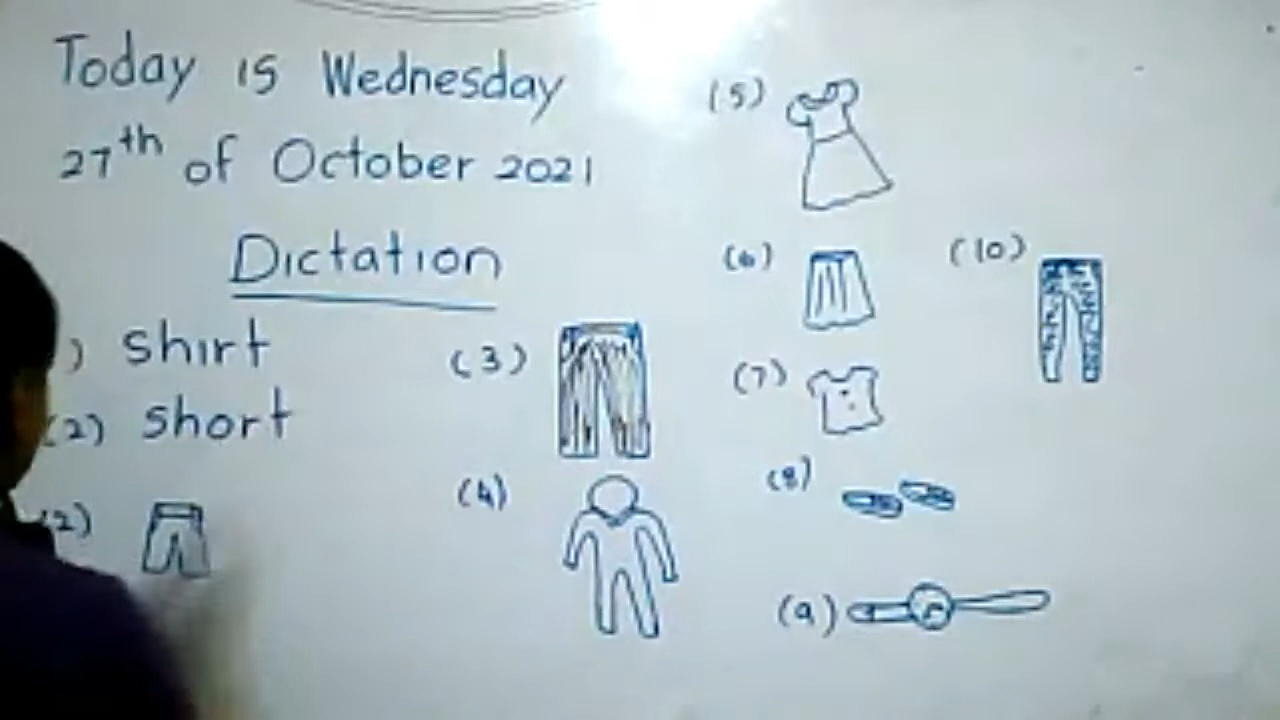 Today is Wednesday
27th of October 2021
Dictation
) shirt
(2) short
(2)
(3)
(4)
(5)
(6)
(7)
(8)
(9)
(10)